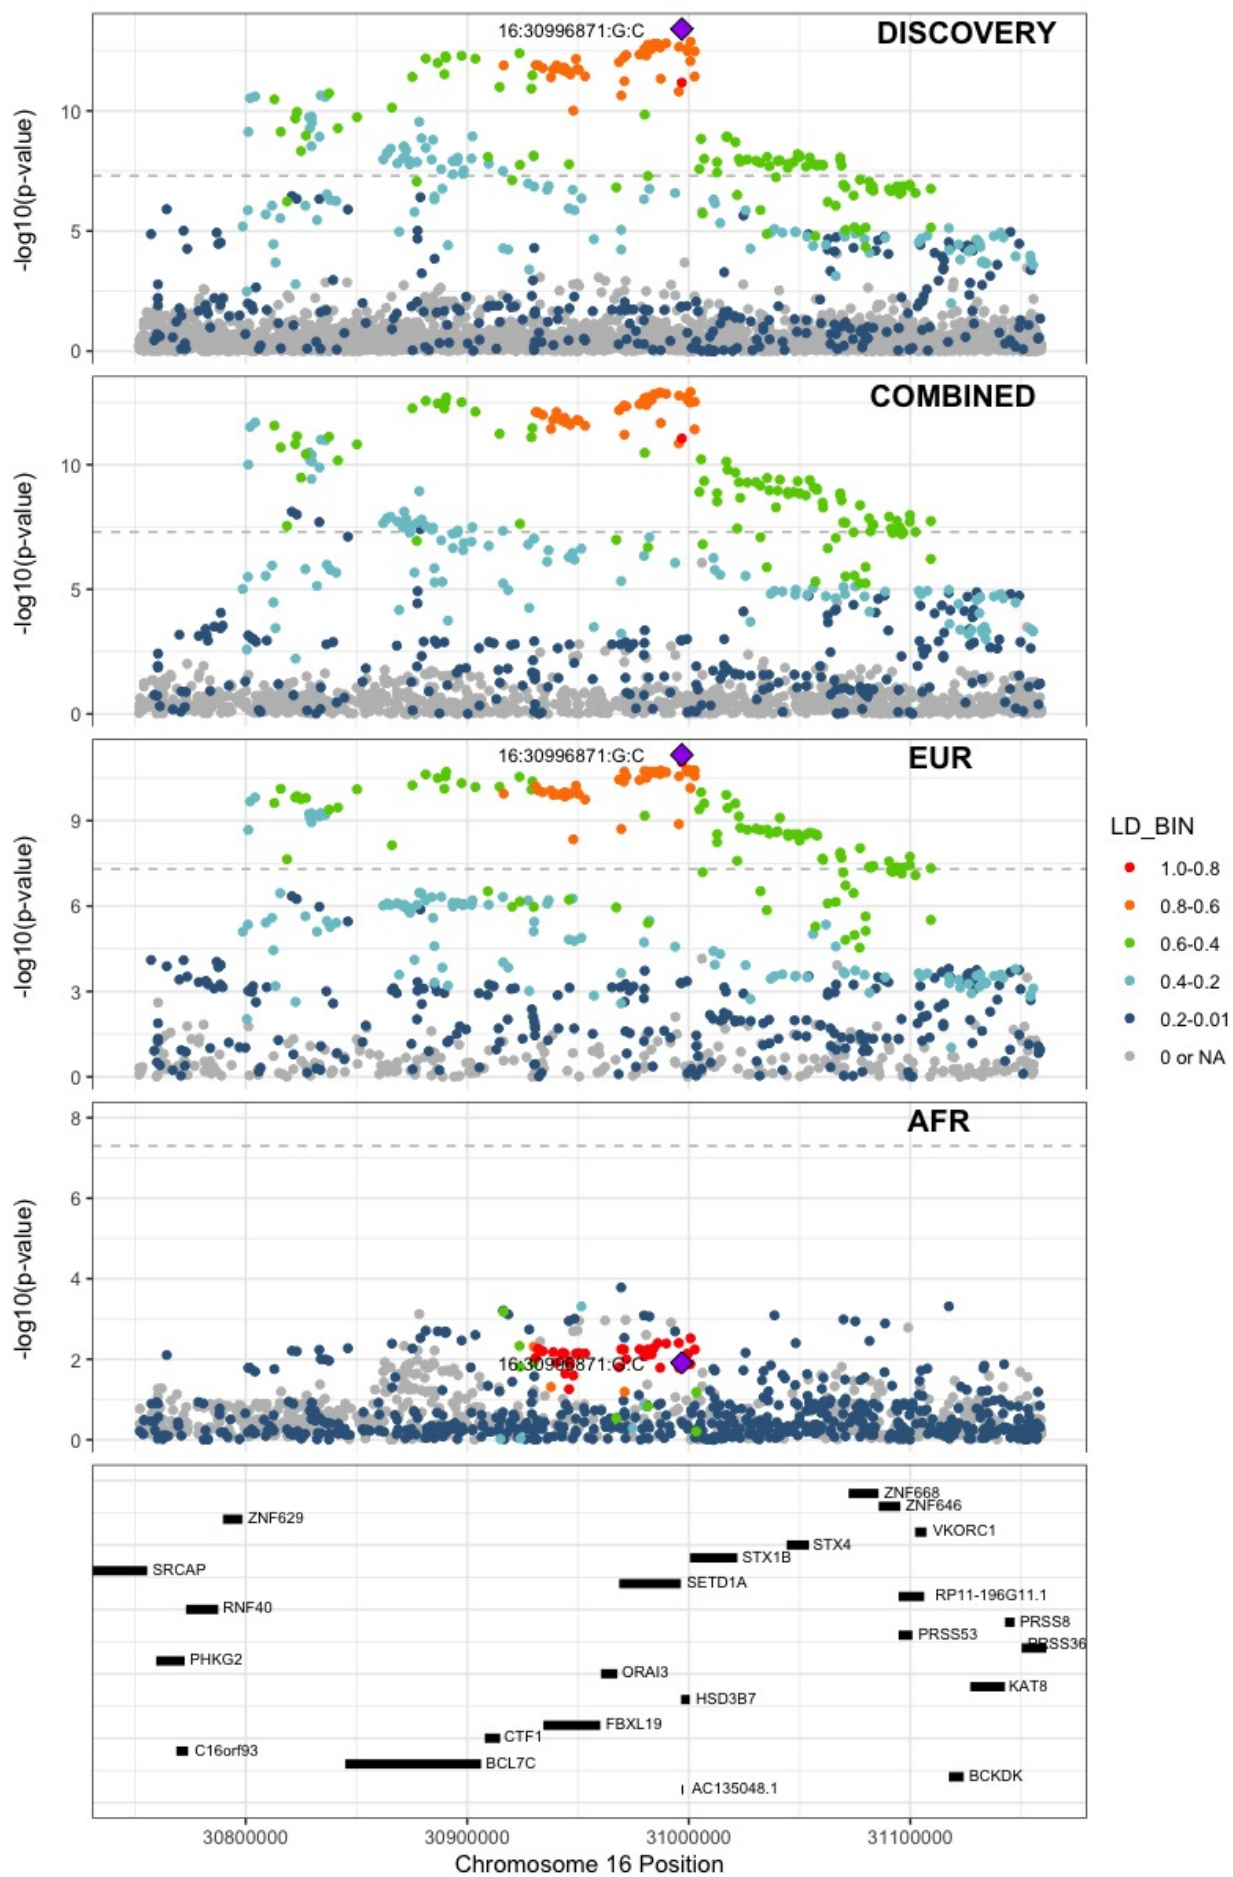 16:30996871:G:C
DISCOVERY
-log10(p-value)
10
5
0
COMBINED
-log10(p-value)
10
5
0
16:30996871:G:C
EUR
-log10(p-value)
9
6
3
0
LD_BIN
1.0-0.8
0.8-0.6
0.6-0.4
0.4-0.2
0.2-0.01
0 or NA
AFR
-log10(p-value)
8
6
4
2
0
16:30996871:G:C
ZNF668
ZNF646
ZNF629
VKORC1
STX4
STX1B
SRCAP
SETD1A
RP11-196G11.1
RNF40
PRSS8
PRSS53
PRSS36
PHKG2
ORAI3
KAT8
HSD3B7
FBXL19
CTF1
C16orf93
BCL7C
BCKDK
AC135048.1
30800000 30900000 31000000 31100000
Chromosome 16 Position